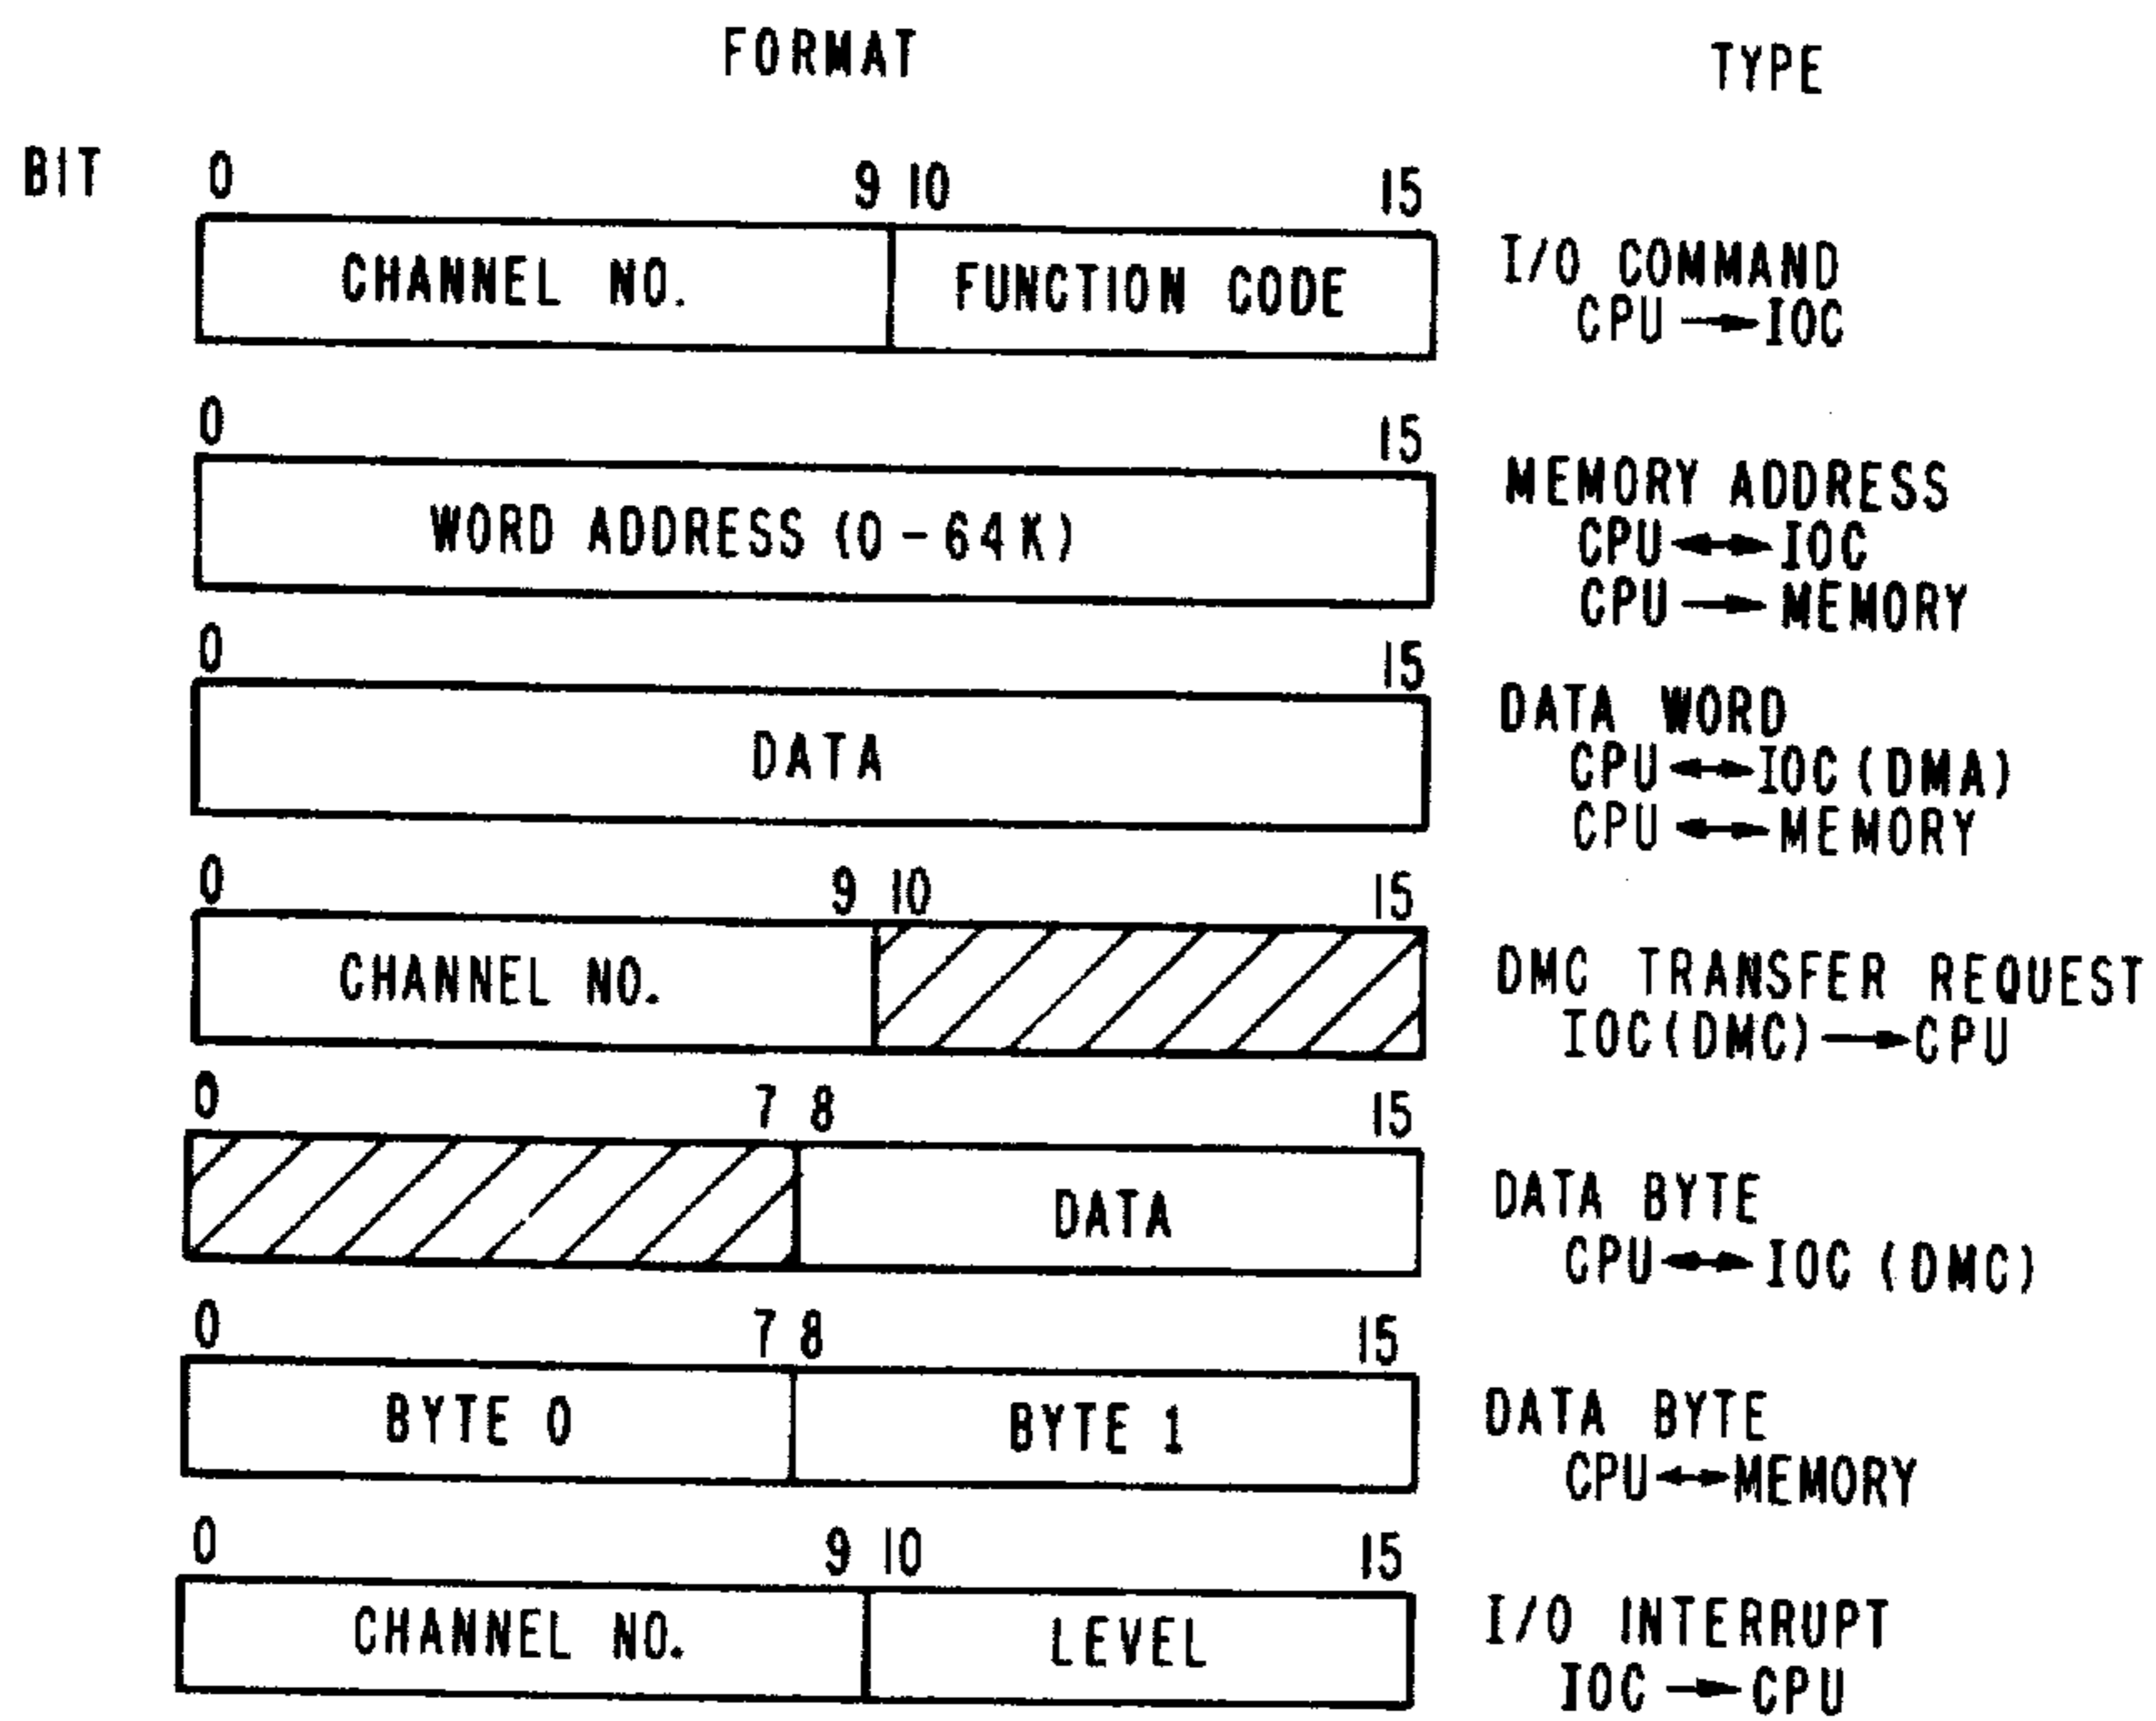 FORMAT TYPE
BIT 0 9 10 15
CHANNEL NO. FUNCTION CODE I/O COMMAND
CPU → IOC
0 15
WORD ADDRESS (0 - 64K) MEMORY ADDRESS
CPU ↔ IOC
CPU → MEMORY
0 15
DATA DATA WORD
CPU ↔ IOC (DMA)
CPU ↔ MEMORY
0 9 10 15
CHANNEL NO. DMC TRANSFER REQUEST
IOC (DMC) → CPU
0 7 8 15
DATA DATA BYTE
CPU ↔ IOC (DMC)
0 7 8 15
BYTE 0 BYTE 1 DATA BYTE
CPU ↔ MEMORY
0 9 10 15
CHANNEL NO. LEVEL I/O INTERRUPT
IOC → CPU